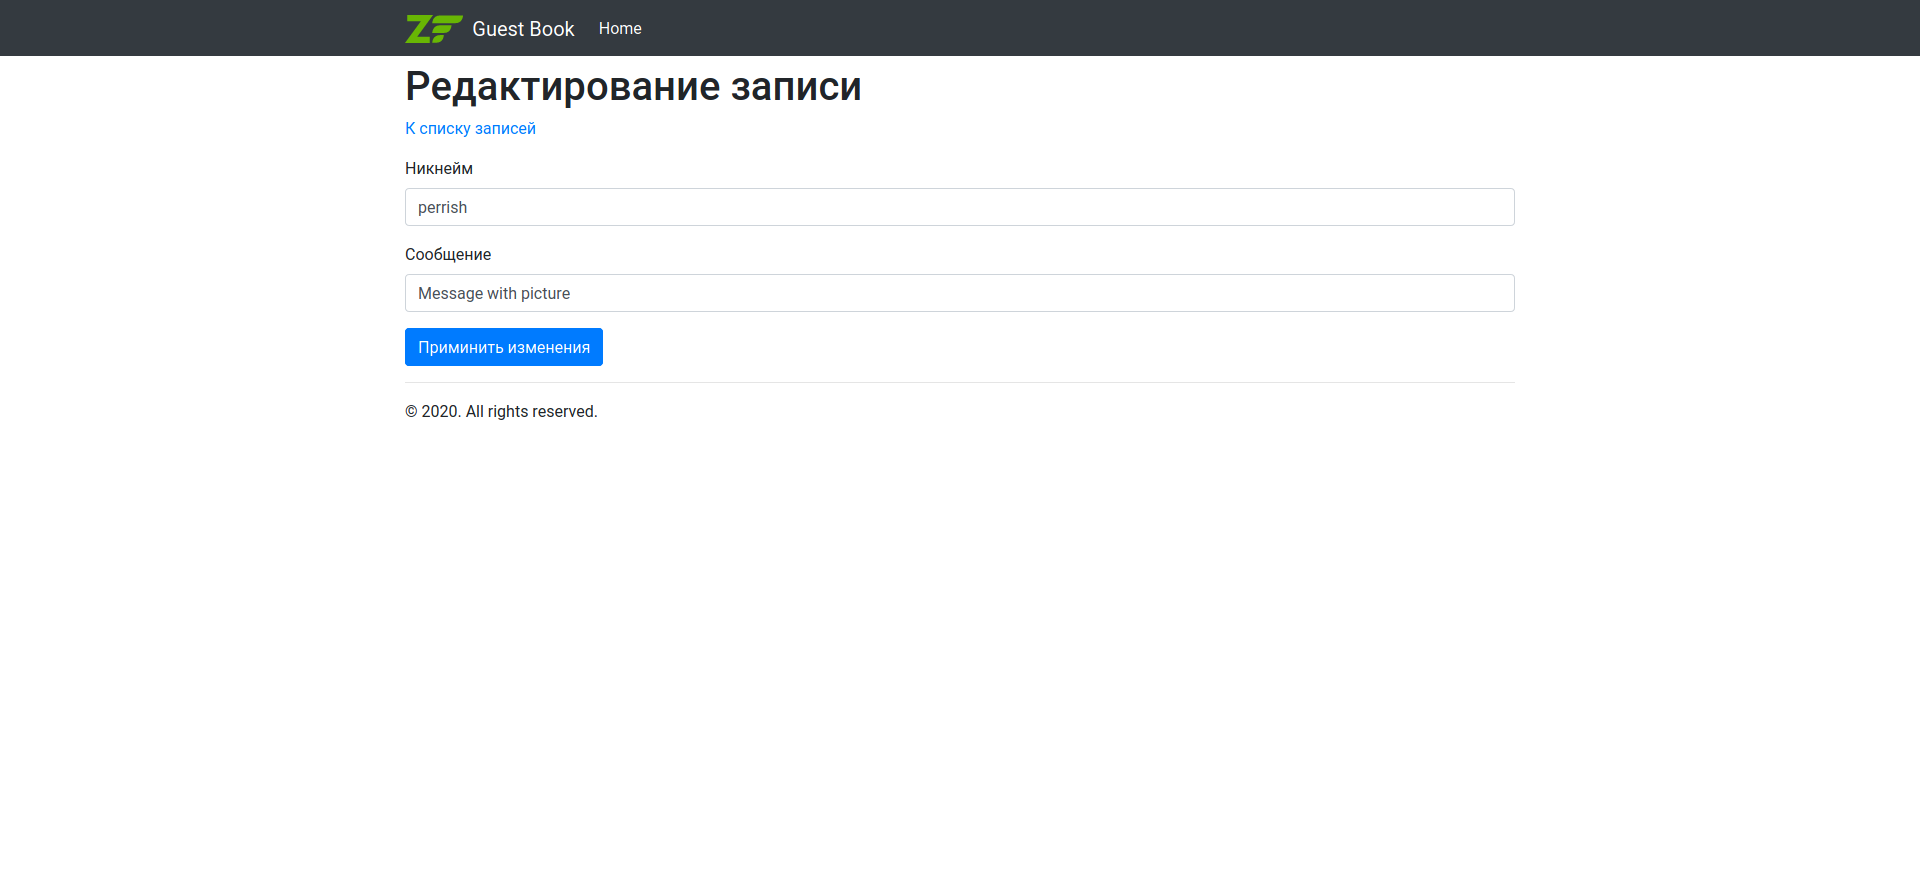 ZF Guest Book Home
Редактирование записи
К списку записей
Никнейм
perrish
Сообщение
Message with picture
Приминить изменения
© 2020. All rights reserved.